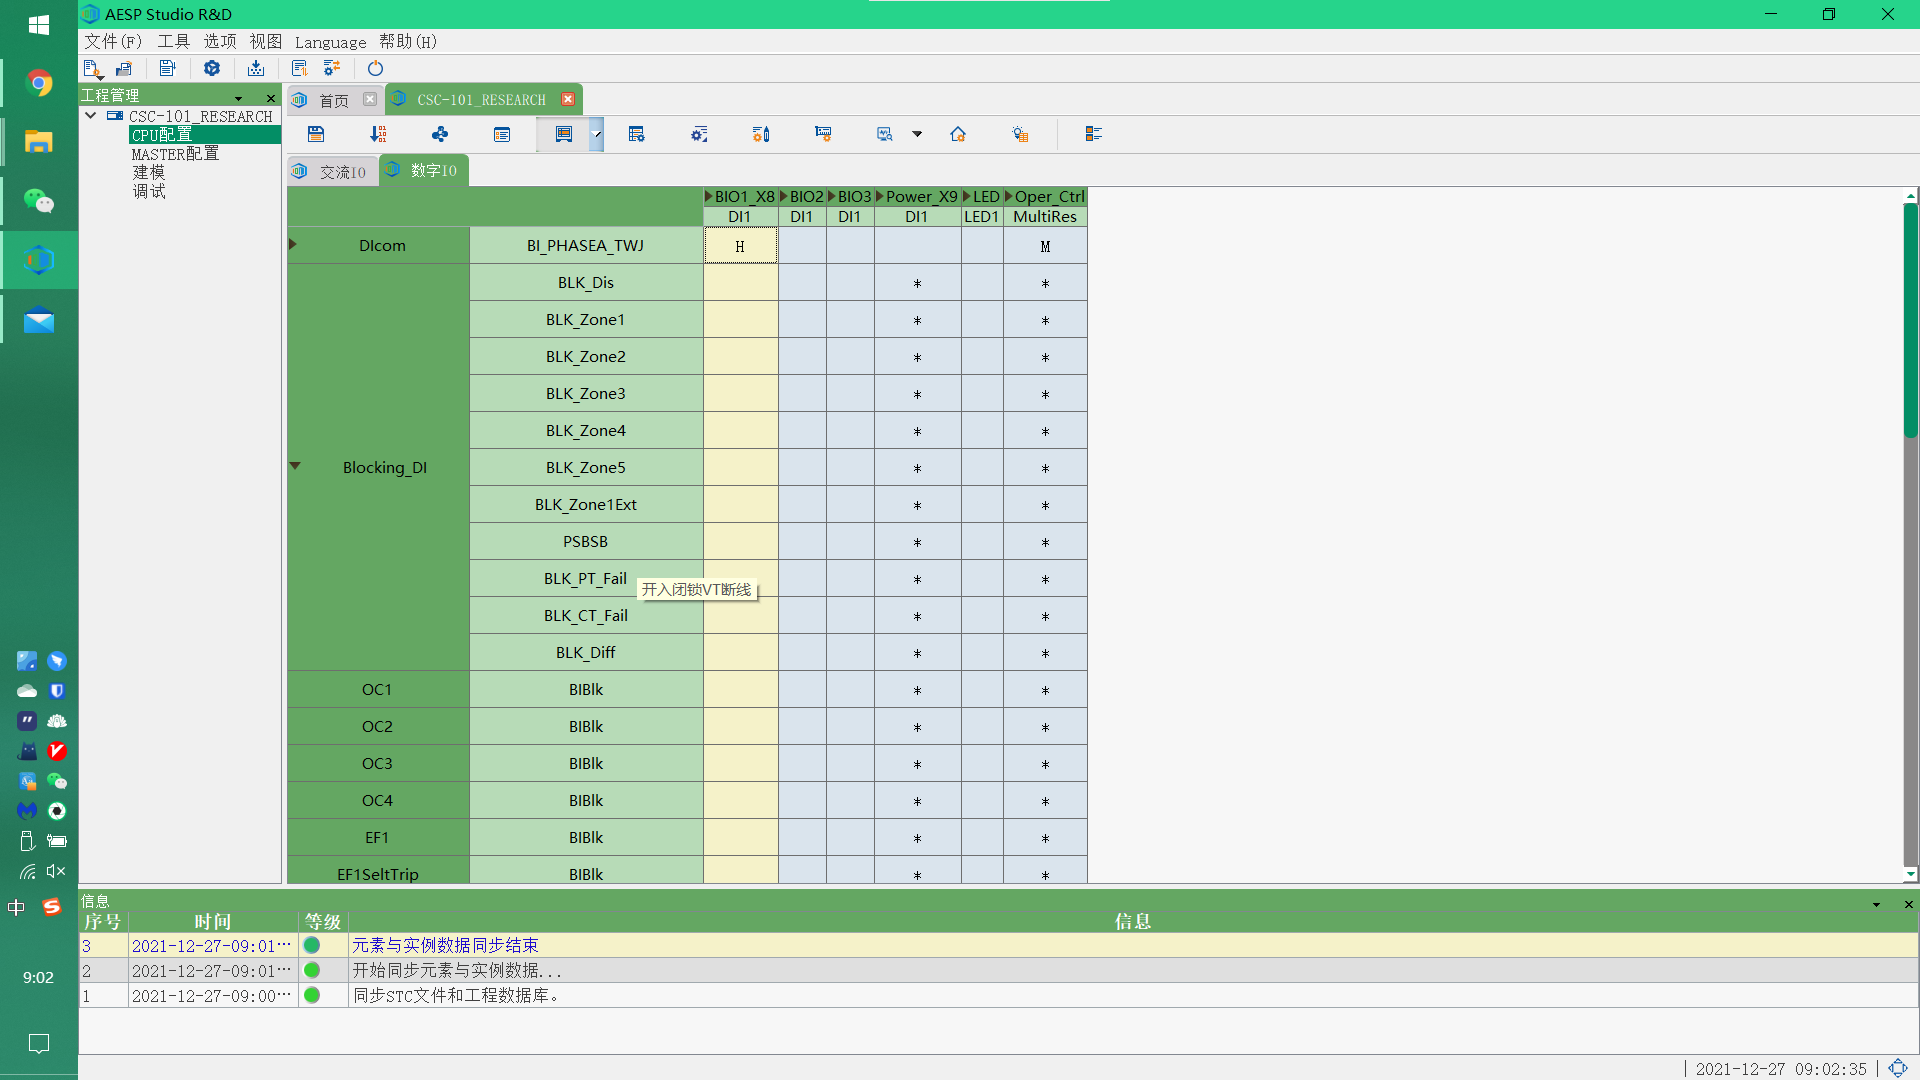 AESP Studio R&D
文件(F) 工具 选项 视图 Language 帮助(H)
工程管理
CSC-101_RESEARCH
CPU配置
MASTER配置
建模
调试
首页 CSC-101_RESEARCH
交流IO 数字IO
BIO1_X8 BIO2 BIO3 Power_X9 LED Oper_Ctrl
DI1 DI1 DI1 DI1 LED1 MultiRes
DIcom BI_PHASEA_TWJ H M
BLK_Dis * *
BLK_Zone1 * *
BLK_Zone2 * *
BLK_Zone3 * *
BLK_Zone4 * *
Blocking_DI BLK_Zone5 * *
BLK_Zone1Ext * *
PSBSB * *
BLK_PT_Fail * *
开入闭锁VT断线
BLK_CT_Fail * *
BLK_Diff * *
OC1 BIBlk * *
OC2 BIBlk * *
OC3 BIBlk * *
OC4 BIBlk * *
EF1 BIBlk * *
EF1SeltTrip BIBlk * *
信息
序号 时间 等级 信息
3 2021-12-27-09:01… 元素与实例数据同步结束
2 2021-12-27-09:01… 开始同步元素与实例数据...
1 2021-12-27-09:00… 同步STC文件和工程数据库。
中
9:02
2021-12-27 09:02:35